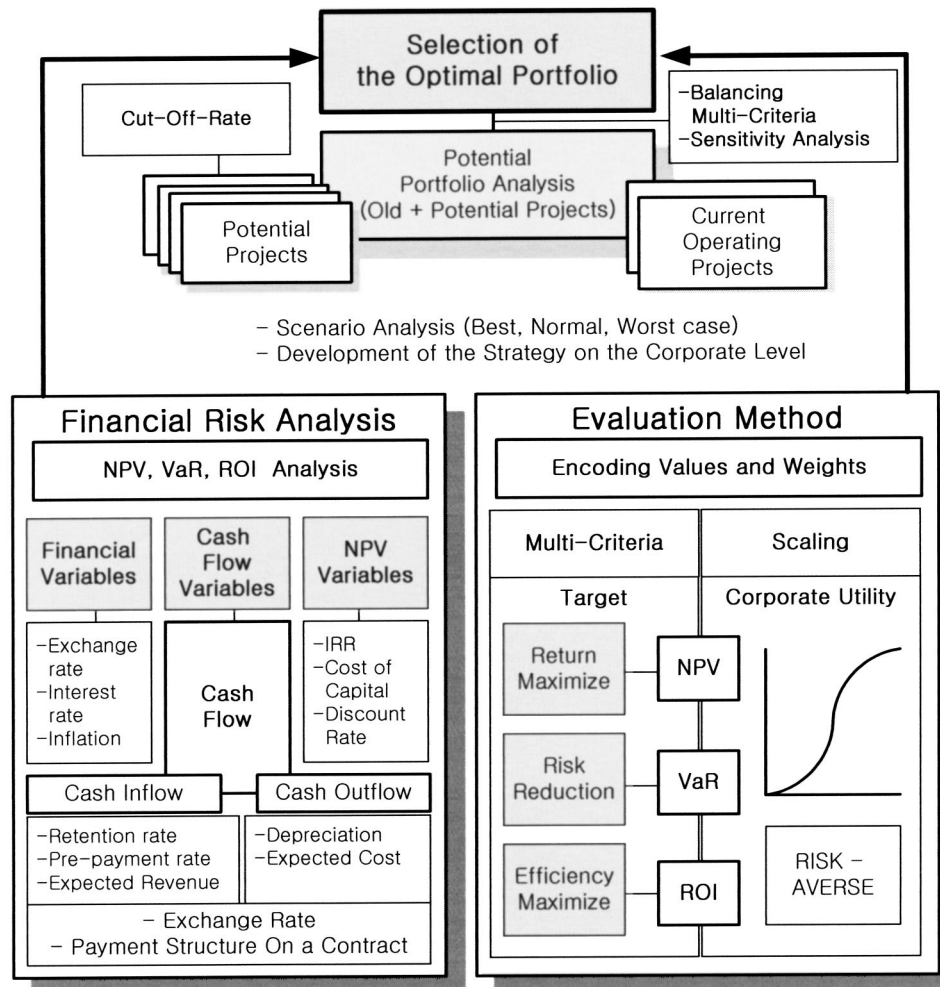 Selection of
the Optimal Portfolio
Cut-Off-Rate
-Balancing
Multi-Criteria
-Sensitivity Analysis
Potential
Portfolio Analysis
(Old + Potential Projects)
Potential
Projects
Current
Operating
Projects
- Scenario Analysis (Best, Normal, Worst case)
- Development of the Strategy on the Corporate Level
Financial Risk Analysis
NPV, VaR, ROI Analysis
Financial
Variables
Cash
Flow
Variables
NPV
Variables
-Exchange
rate
-Interest
rate
-Inflation
Cash
Flow
-IRR
-Cost of
Capital
-Discount
Rate
Cash Inflow
Cash Outflow
-Retention rate
-Pre-payment rate
-Expected Revenue
-Depreciation
-Expected Cost
- Exchange Rate
- Payment Structure On a Contract
Evaluation Method
Encoding Values and Weights
Multi-Criteria
Scaling
Target
Corporate Utility
Return
Maximize
NPV
Risk
Reduction
VaR
Efficiency
Maximize
ROI
RISK -
AVERSE